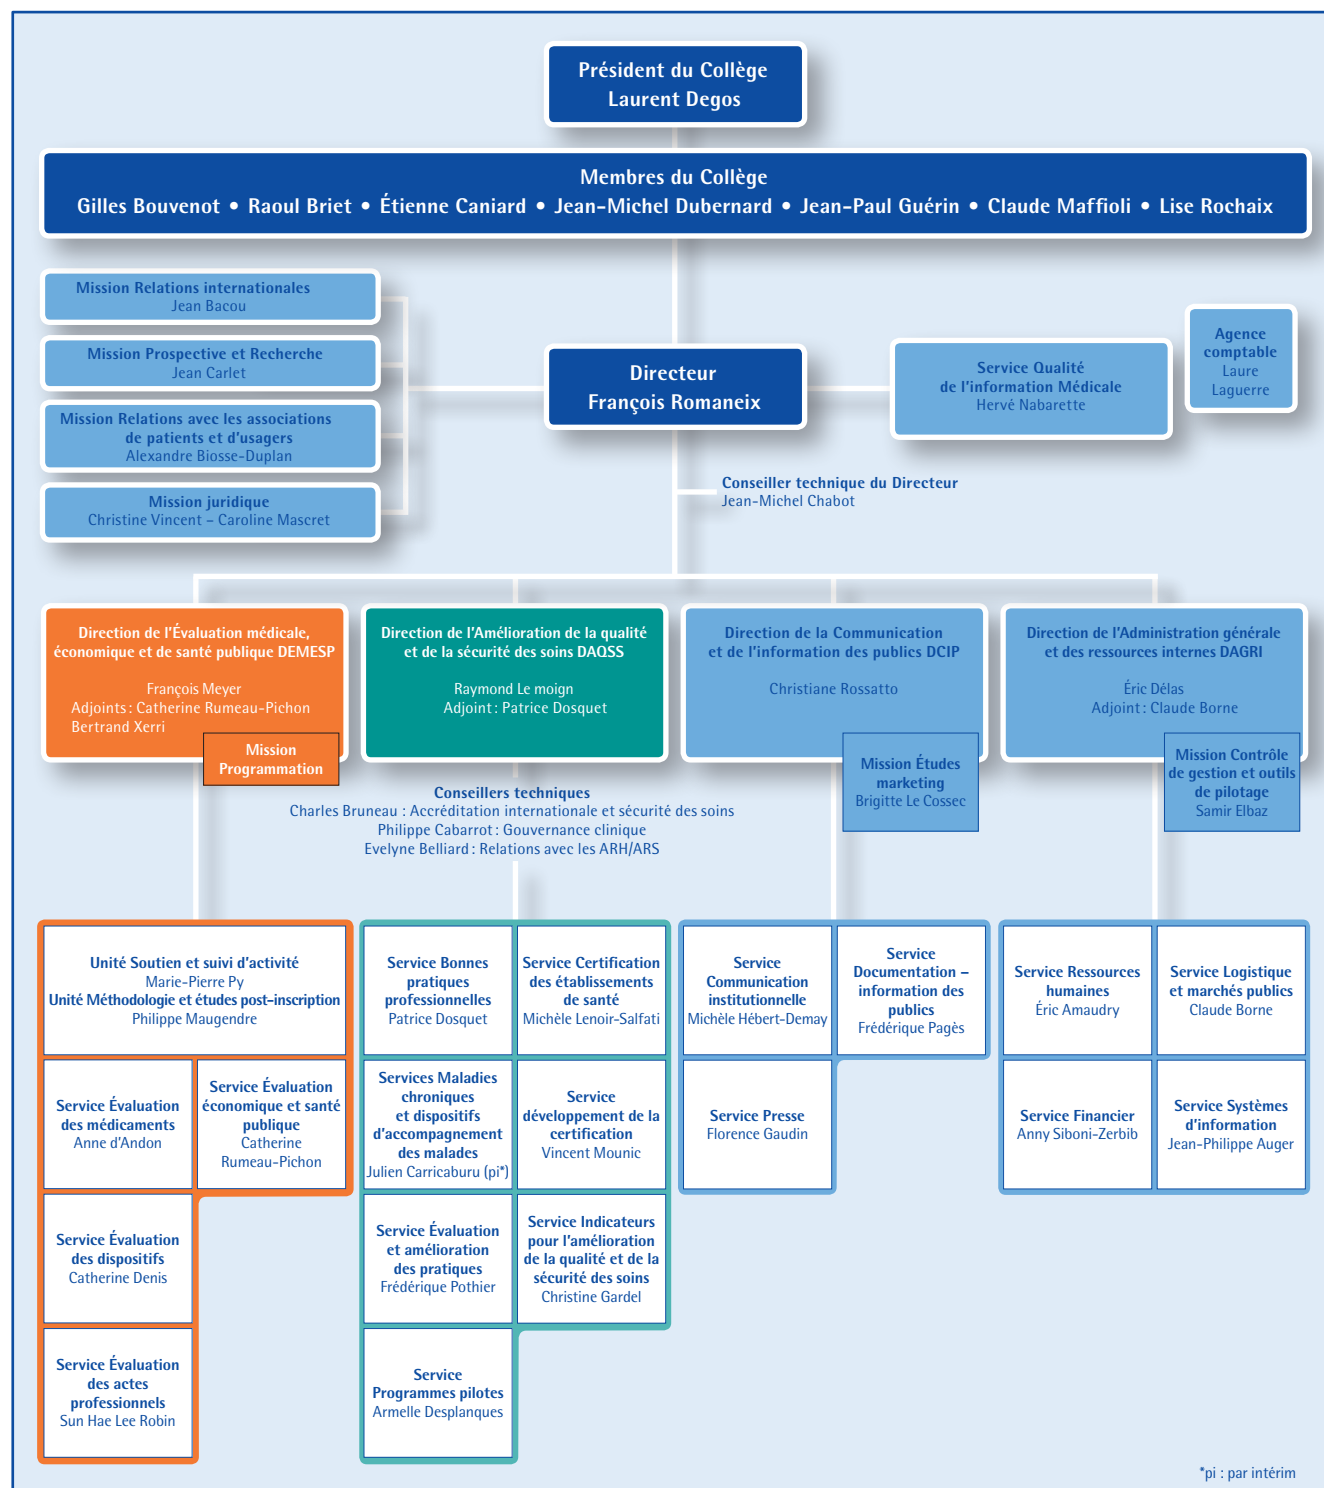 Président du Collège
Laurent Degos
Membres du Collège
Gilles Bouvenot • Raoul Briet • Étienne Caniard • Jean-Michel Dubernard • Jean-Paul Guérin • Claude Maffioli • Lise Rochaix
Mission Relations internationales
Jean Bacou
Mission Prospective et Recherche
Jean Carlet
Mission Relations avec les associations
de patients et d'usagers
Alexandre Biosse-Duplan
Mission juridique
Christine Vincent – Caroline Mascret
Directeur
François Romaneix
Service Qualité
de l'information Médicale
Hervé Nabarette
Agence
comptable
Laure
Laguerre
Conseiller technique du Directeur
Jean-Michel Chabot
Direction de l'Évaluation médicale,
économique et de santé publique DEMESP
François Meyer
Adjoints : Catherine Rumeau-Pichon
Bertrand Xerri
Mission
Programmation
Direction de l'Amélioration de la qualité
et de la sécurité des soins DAQSS
Raymond Le moign
Adjoint : Patrice Dosquet
Direction de la Communication
et de l'information des publics DCIP
Christiane Rossatto
Mission Études
marketing
Brigitte Le Cossec
Direction de l'Administration générale
et des ressources internes DAGRI
Éric Délas
Adjoint : Claude Borne
Mission Contrôle
de gestion et outils
de pilotage
Samir Elbaz
Conseillers techniques
Charles Bruneau : Accréditation internationale et sécurité des soins
Philippe Cabarrot : Gouvernance clinique
Evelyne Belliard : Relations avec les ARH/ARS
Unité Soutien et suivi d'activité
Marie-Pierre Py
Unité Méthodologie et études post-inscription
Philippe Maugendre
Service Évaluation
des médicaments
Anne d'Andon
Service Évaluation
économique et santé
publique
Catherine
Rumeau-Pichon
Service Évaluation
des dispositifs
Catherine Denis
Service Évaluation
des actes
professionnels
Sun Hae Lee Robin
Service Bonnes
pratiques
professionnelles
Patrice Dosquet
Service Certification
des établissements
de santé
Michèle Lenoir-Salfati
Services Maladies
chroniques
et dispositifs
d'accompagnement
des malades
Julien Carricaburu (pi*)
Service
développement de la
certification
Vincent Mounic
Service Évaluation
et amélioration
des pratiques
Frédérique Pothier
Service Indicateurs
pour l'amélioration
de la qualité et de la
sécurité des soins
Christine Gardel
Service
Programmes pilotes
Armelle Desplanques
Service
Communication
institutionnelle
Michèle Hébert-Demay
Service
Documentation –
information des
publics
Frédérique Pagès
Service Presse
Florence Gaudin
Service Ressources
humaines
Éric Amaudry
Service Logistique
et marchés publics
Claude Borne
Service Financier
Anny Siboni-Zerbib
Service Systèmes
d'information
Jean-Philippe Auger
*pi : par intérim